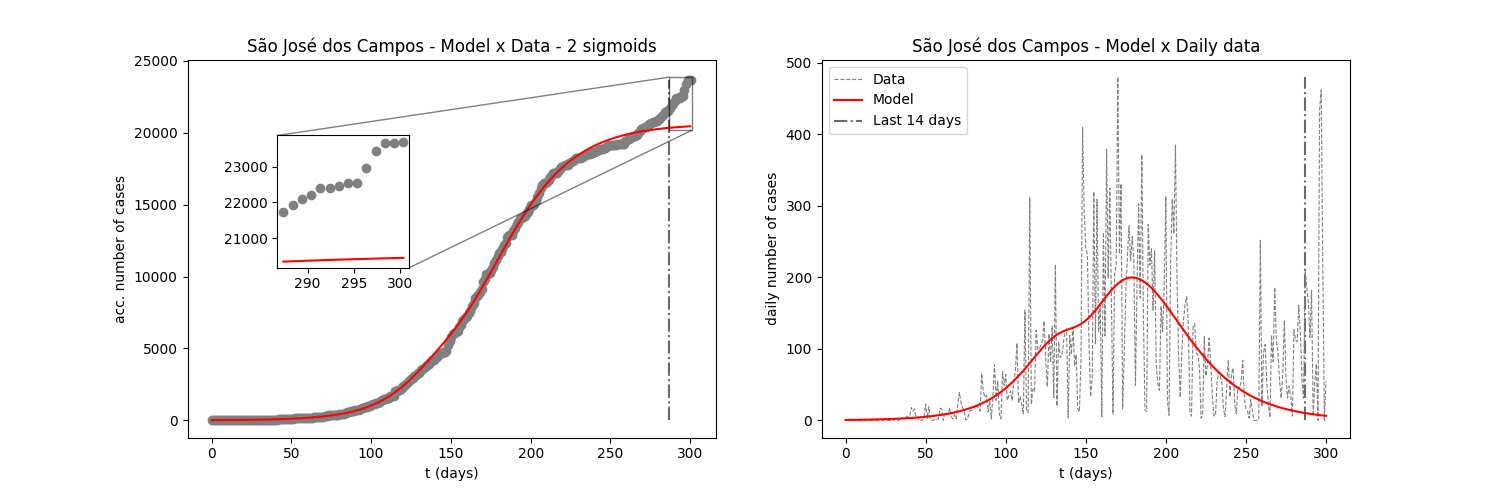 São José dos Campos - Model x Data - 2 sigmoids
25000
20000
15000
10000
5000
0
acc. number of cases
23000
22000
21000
290 295 300
0 50 100 150 200 250 300
t (days)
São José dos Campos - Model x Daily data
500
400
300
200
100
0
daily number of cases
Data
Model
Last 14 days
0 50 100 150 200 250 300
t (days)